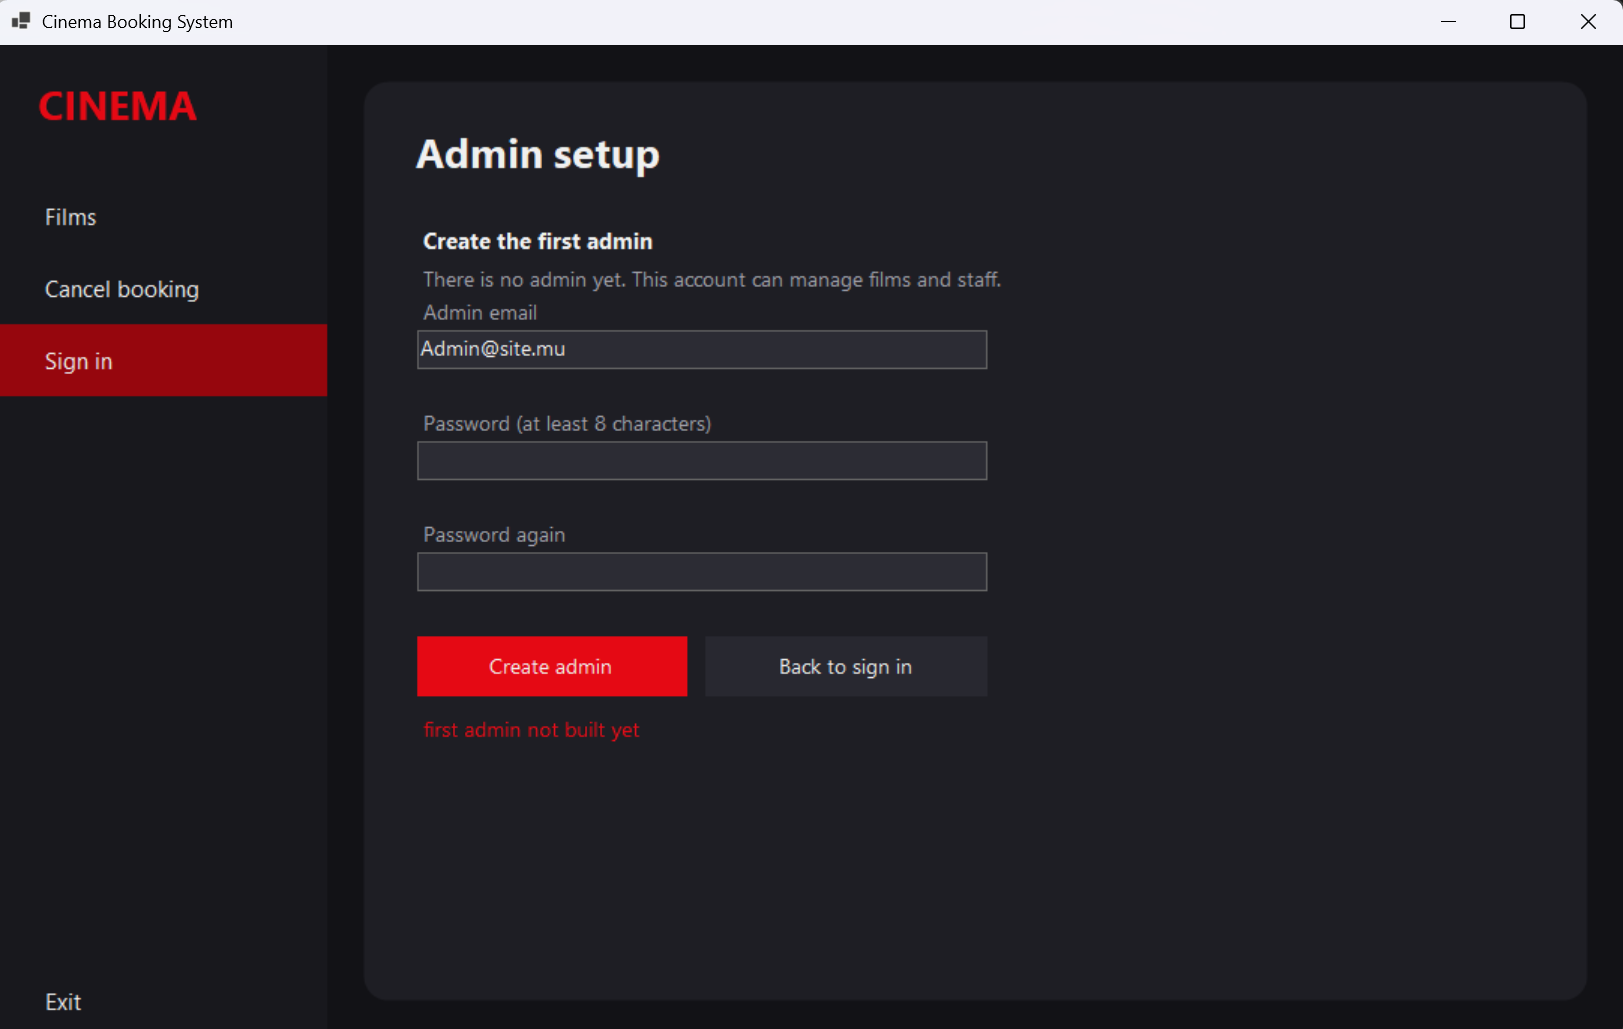 Cinema Booking System
CINEMA
Films
Cancel booking
Sign in
Exit
Admin setup
Create the first admin
There is no admin yet. This account can manage films and staff.
Admin email
Admin@site.mu
Password (at least 8 characters)
Password again
Create admin
Back to sign in
first admin not built yet